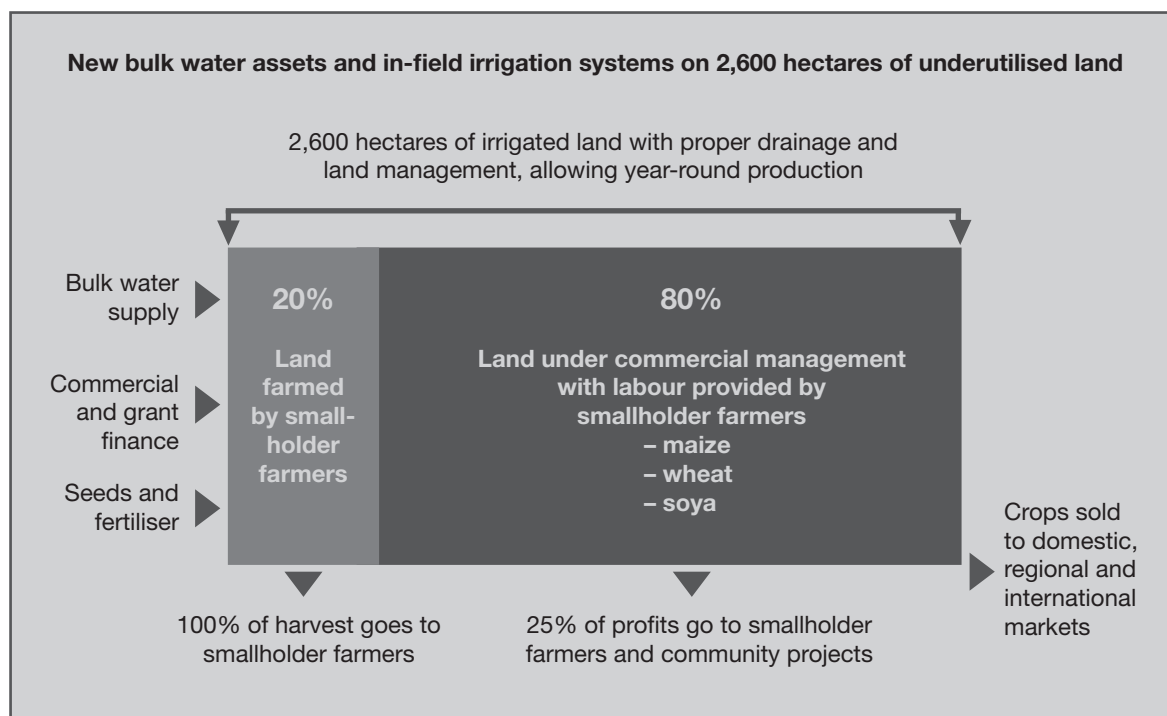 New bulk water assets and in-field irrigation systems on 2,600 hectares of underutilised land
2,600 hectares of irrigated land with proper drainage and
land management, allowing year-round production
Bulk water
supply
Commercial
and grant
finance
Seeds and
fertiliser
20%
Land
farmed
by small-
holder
farmers
80%
Land under commercial management
with labour provided by
smallholder farmers
– maize
– wheat
– soya
100% of harvest goes to
smallholder farmers
25% of profits go to smallholder
farmers and community projects
Crops sold
to domestic,
regional and
international
markets